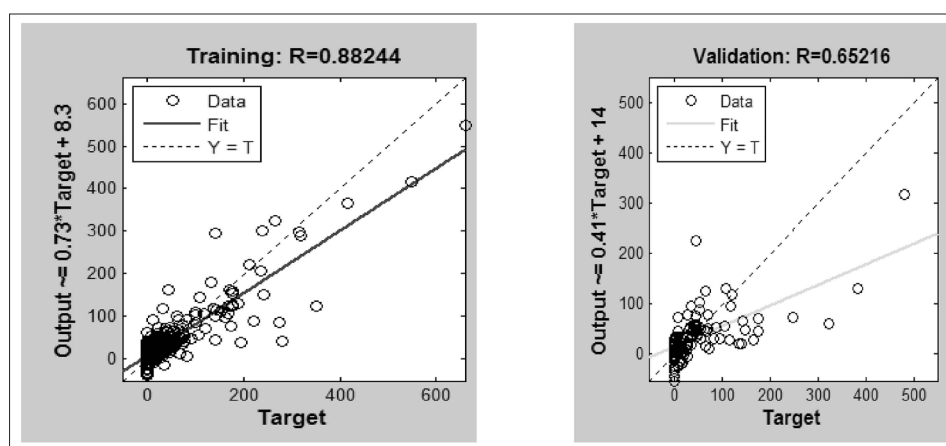 Training: R=0.88244
Output ~= 0.73*Target + 8.3
600
500
400
300
200
100
0
Data
Fit
Y = T
0 200 400 600
Target
Validation: R=0.65216
Output ~= 0.41*Target + 14
500
400
300
200
100
0
Data
Fit
Y = T
0 100 200 300 400 500
Target